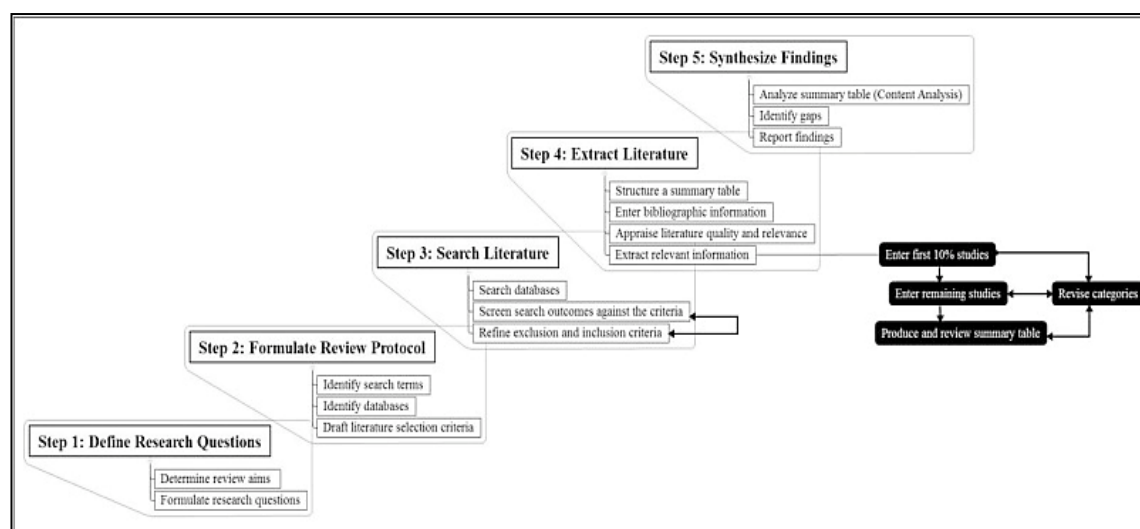 Step 5: Synthesize Findings
Analyze summary table (Content Analysis)
Identify gaps
Report findings
Step 4: Extract Literature
Structure a summary table
Enter bibliographic information
Appraise literature quality and relevance
Extract relevant information
Enter first 10% studies
Enter remaining studies
Revise categories
Produce and review summary table
Step 3: Search Literature
Search databases
Screen search outcomes against the criteria
Refine exclusion and inclusion criteria
Step 2: Formulate Review Protocol
Identify search terms
Identify databases
Draft literature selection criteria
Step 1: Define Research Questions
Determine review aims
Formulate research questions